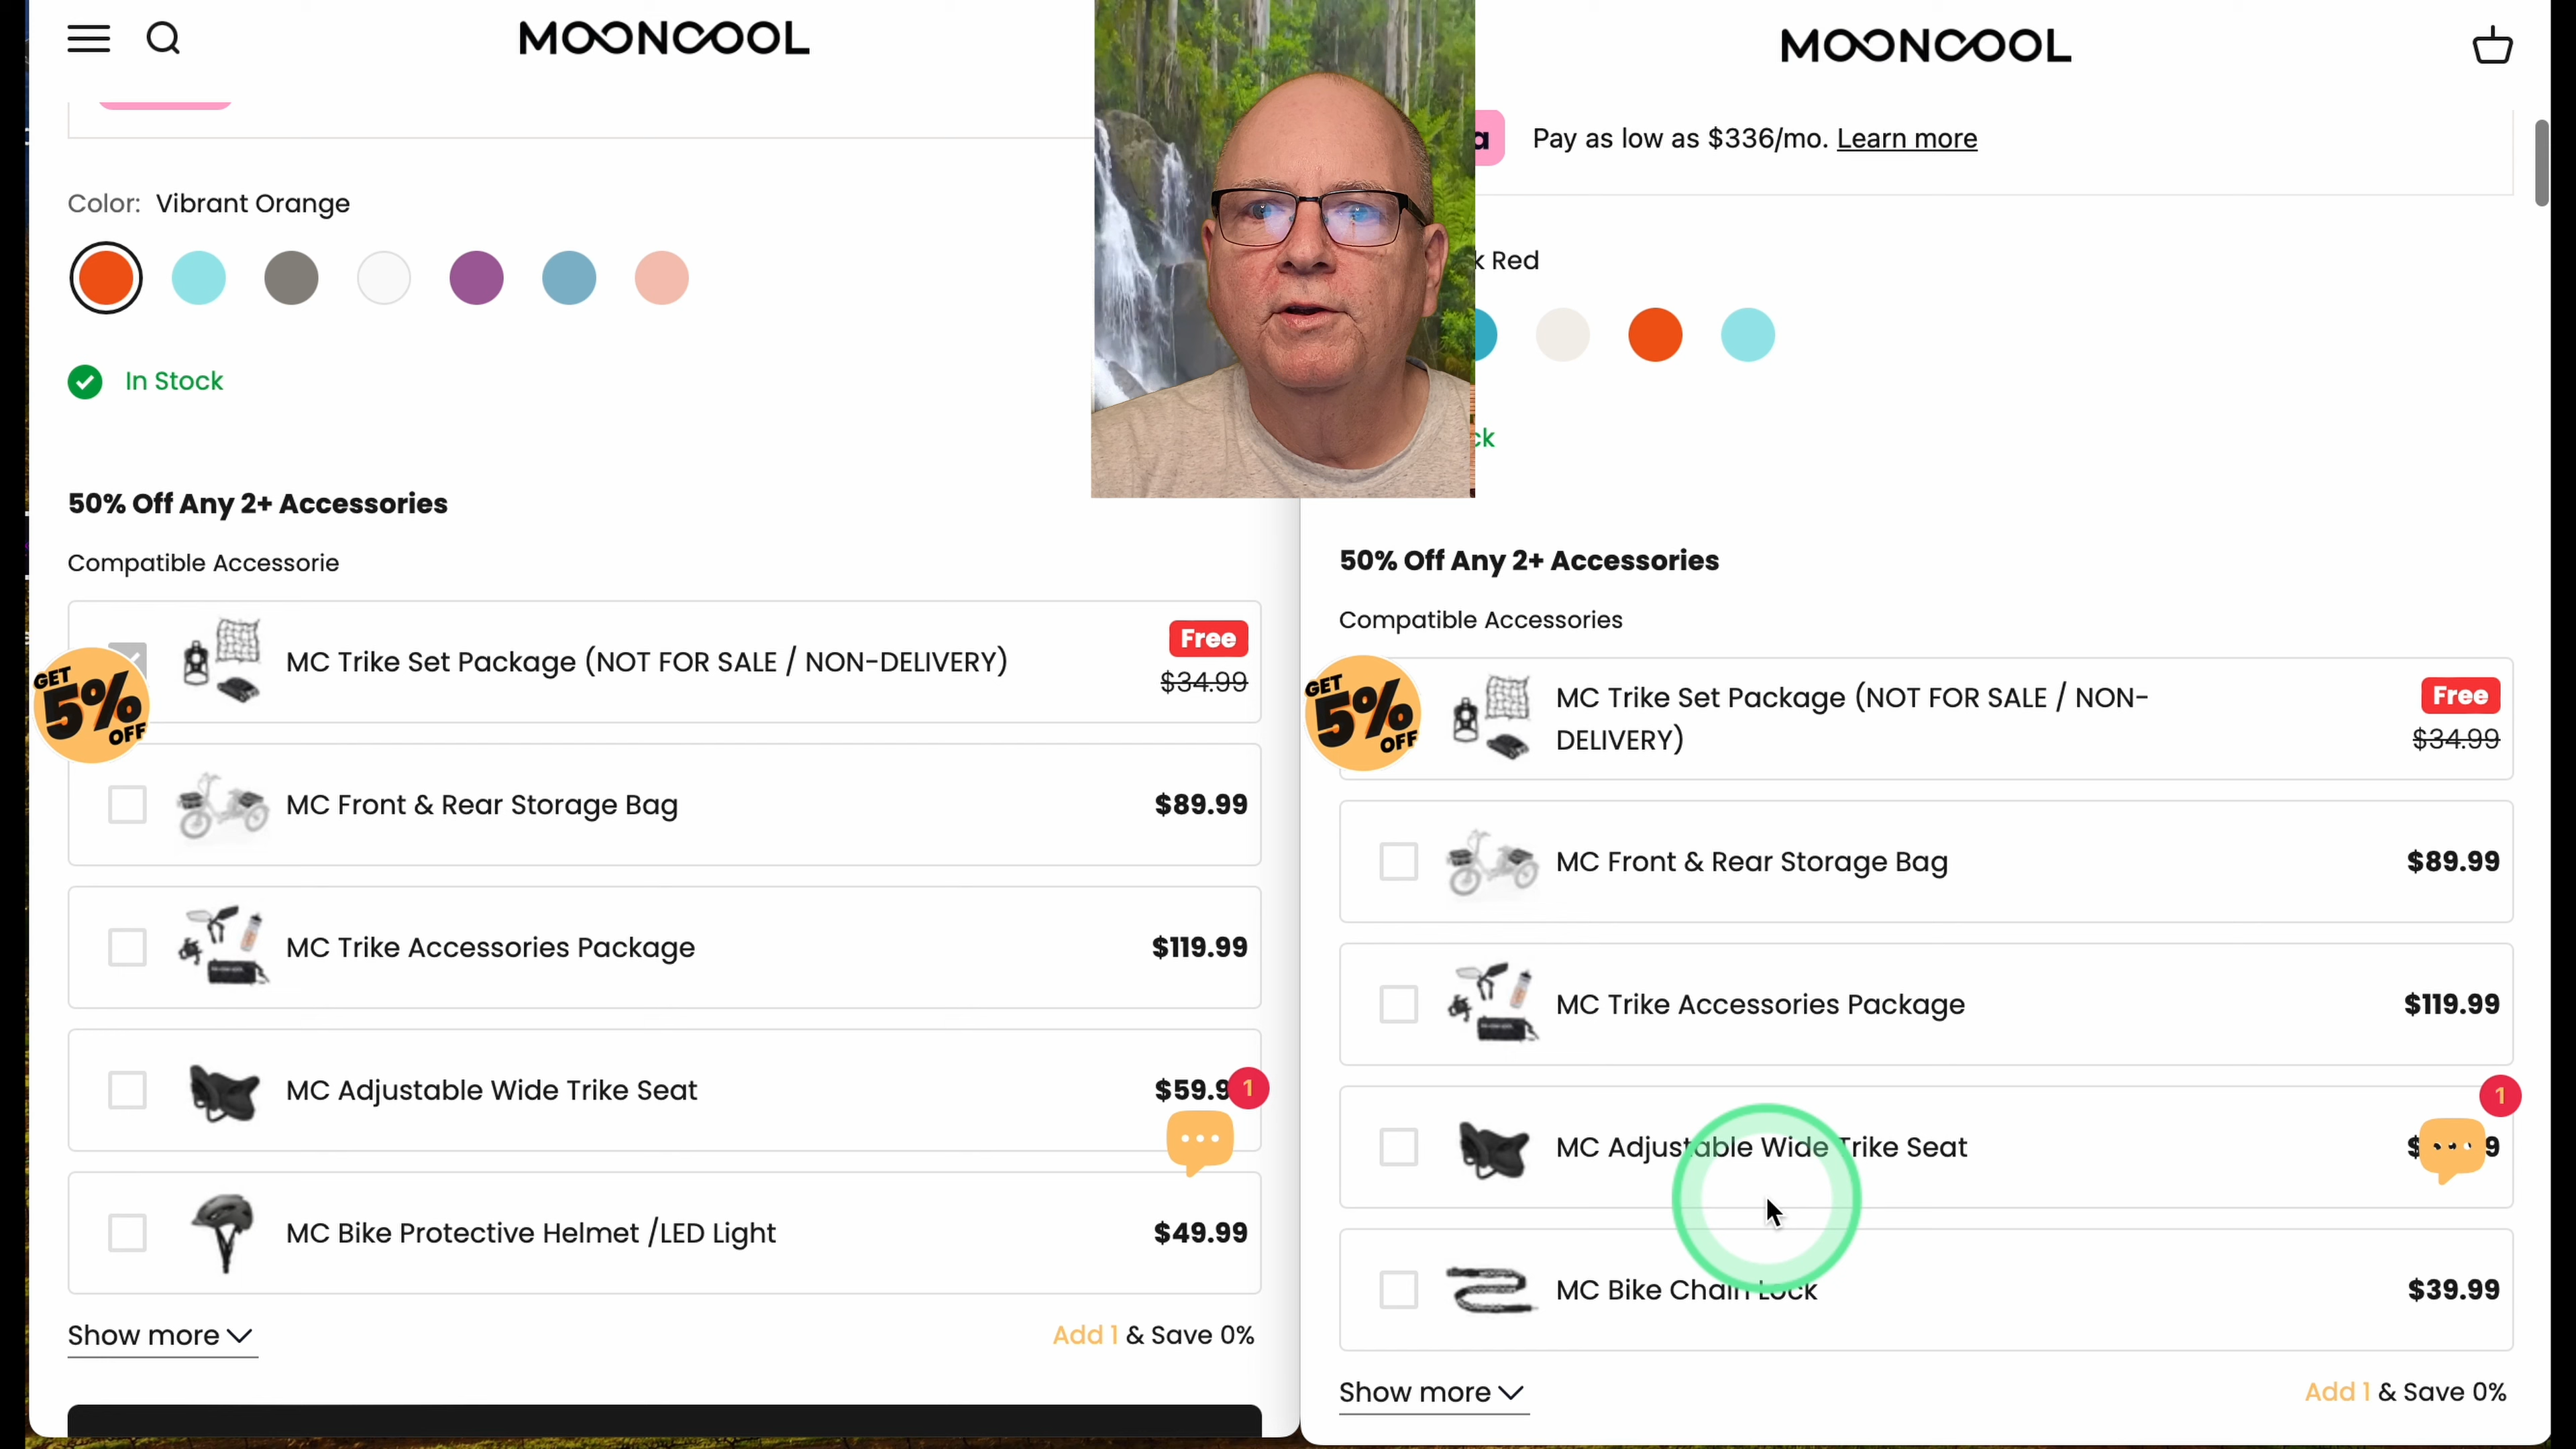 MOONCOOL
Color: Vibrant Orange
In Stock
50% Off Any 2+ Accessories
Compatible Accessorie
MC Trike Set Package (NOT FOR SALE / NON-DELIVERY)
Free
$34.99
GET
5%
OFF
MC Front & Rear Storage Bag
$89.99
MC Trike Accessories Package
$119.99
MC Adjustable Wide Trike Seat
$59.9
1
MC Bike Protective Helmet /LED Light
$49.99
Show more
Add 1 & Save 0%
MOONCOOL
Pay as low as $336/mo. Learn more
Red
50% Off Any 2+ Accessories
Compatible Accessories
MC Trike Set Package (NOT FOR SALE / NON-
DELIVERY)
Free
$34.99
GET
5%
OFF
MC Front & Rear Storage Bag
$89.99
MC Trike Accessories Package
$119.99
1
MC Adjustable Wide Trike Seat
MC Bike Chain Lock
$39.99
Show more
Add 1 & Save 0%